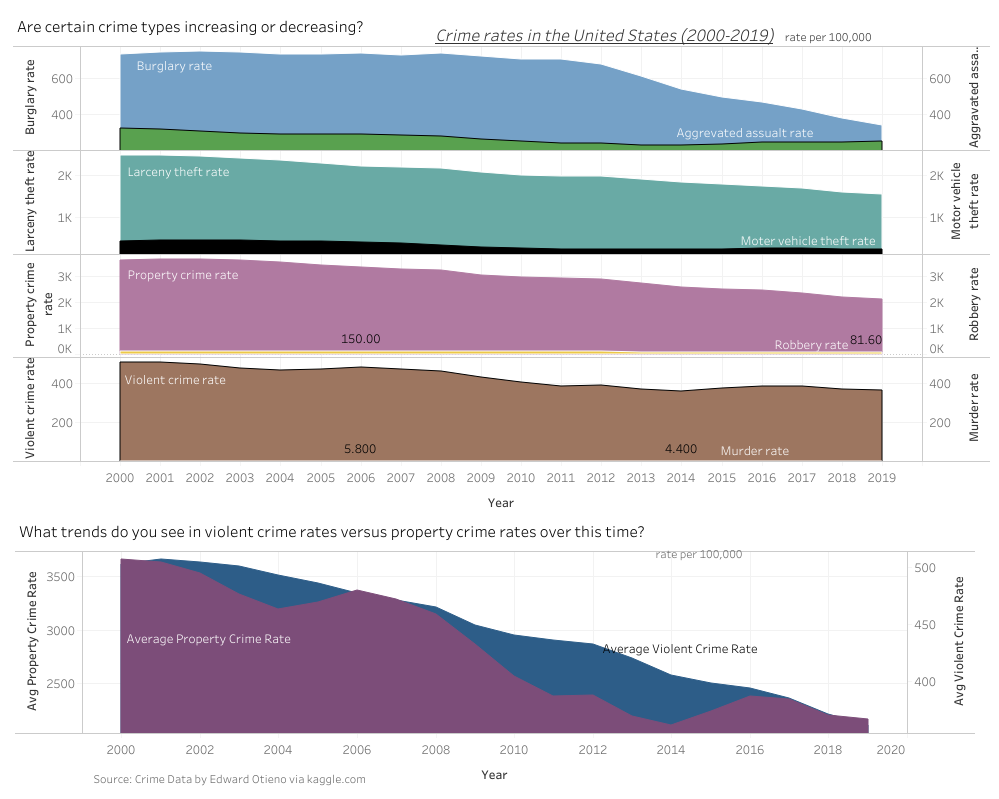 Are certain crime types increasing or decreasing?
Crime rates in the United States (2000-2019) rate per 100,000
Burglary rate
600
400
Burglary rate
Aggrevated assualt rate
600
400
Aggravated assa..
Larceny theft rate
2K
1K
Larceny theft rate
Moter vehicle theft rate
2K
1K
Motor vehicle
theft rate
Property crime
rate
3K
2K
1K
0K
Property crime rate
150.00
Robbery rate
81.60
3K
2K
1K
0K
Robbery rate
Violent crime rate
400
200
Violent crime rate
5.800
4.400
Murder rate
400
200
Murder rate
2000 2001 2002 2003 2004 2005 2006 2007 2008 2009 2010 2011 2012 2013 2014 2015 2016 2017 2018 2019
Year
What trends do you see in violent crime rates versus property crime rates over this time?
rate per 100,000
Avg Property Crime Rate
3500
3000
2500
Average Property Crime Rate
Average Violent Crime Rate
500
450
400
Avg Violent Crime Rate
2000 2002 2004 2006 2008 2010 2012 2014 2016 2018 2020
Year
Source: Crime Data by Edward Otieno via kaggle.com